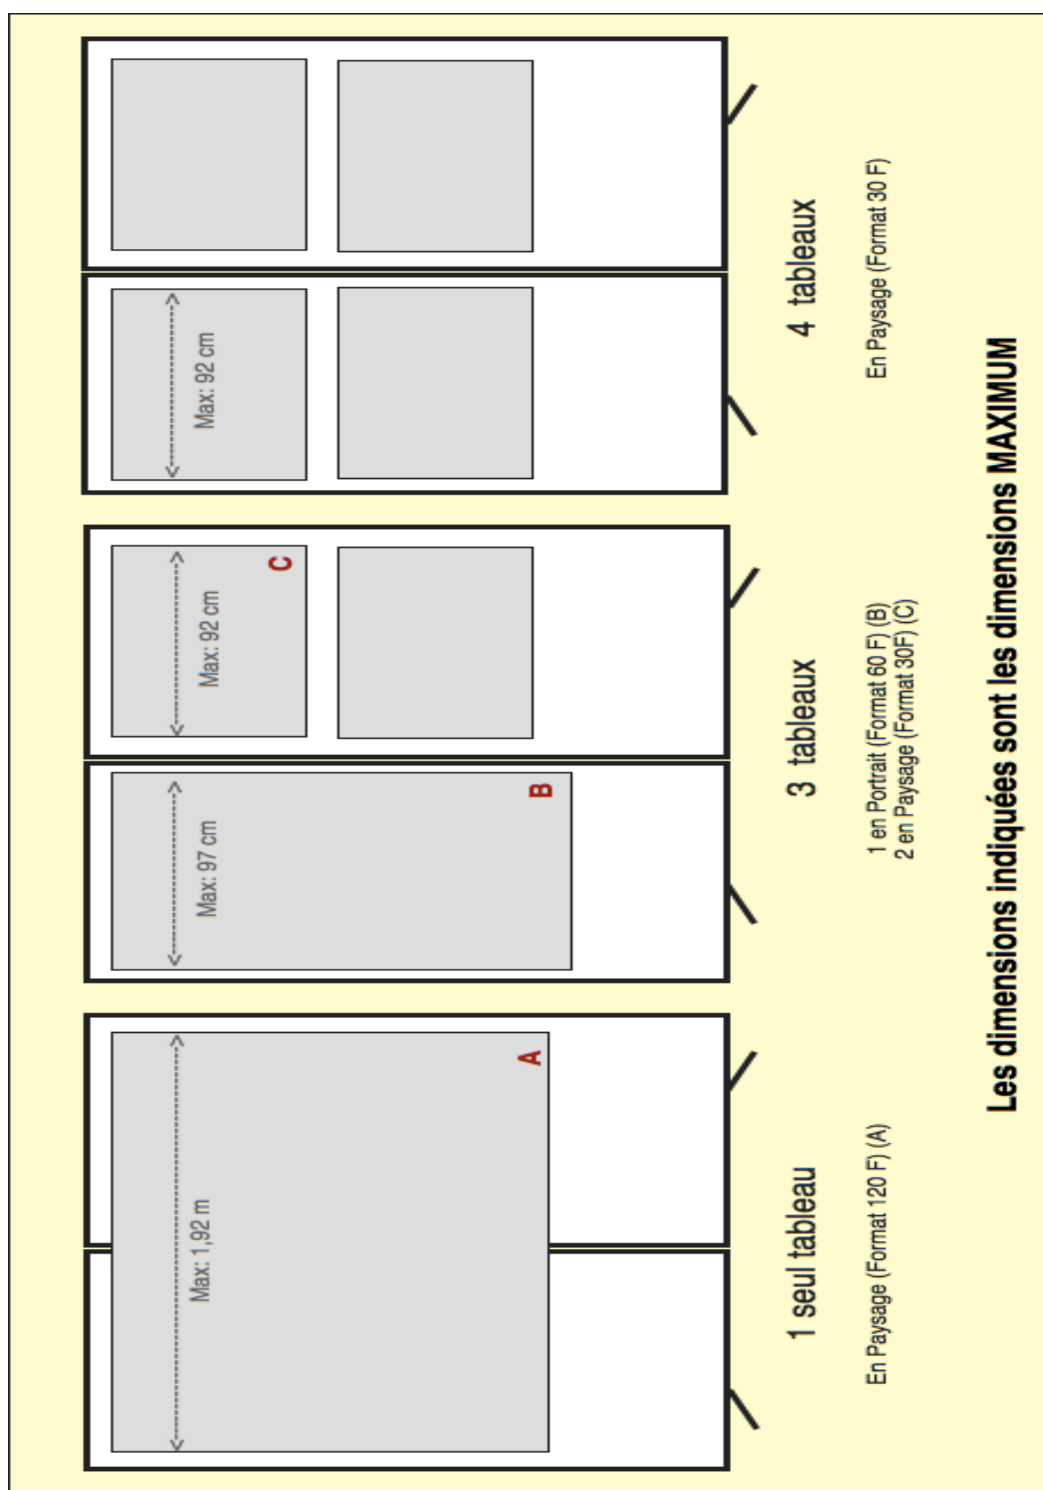 Max: 1,92 m
A
1 seul tableau
En Paysage (Format 120 F) (A)
Max: 97 cm
B
Max: 92 cm
C
3 tableaux
1 en Portrait (Format 60 F) (B)
2 en Paysage (Format 30F) (C)
Max: 92 cm
4 tableaux
En Paysage (Format 30 F)
Les dimensions indiquées sont les dimensions MAXIMUM